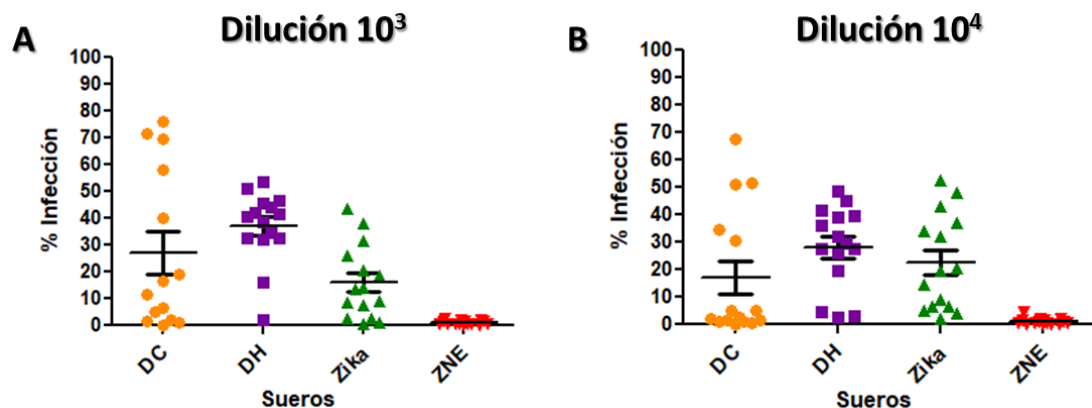 A
Dilución 10³
% Infección
100
90
80
70
60
50
40
30
20
10
0
DC
DH
Zika
ZNE
Sueros
B
Dilución 10⁴
% Infección
100
90
80
70
60
50
40
30
20
10
0
DC
DH
Zika
ZNE
Sueros